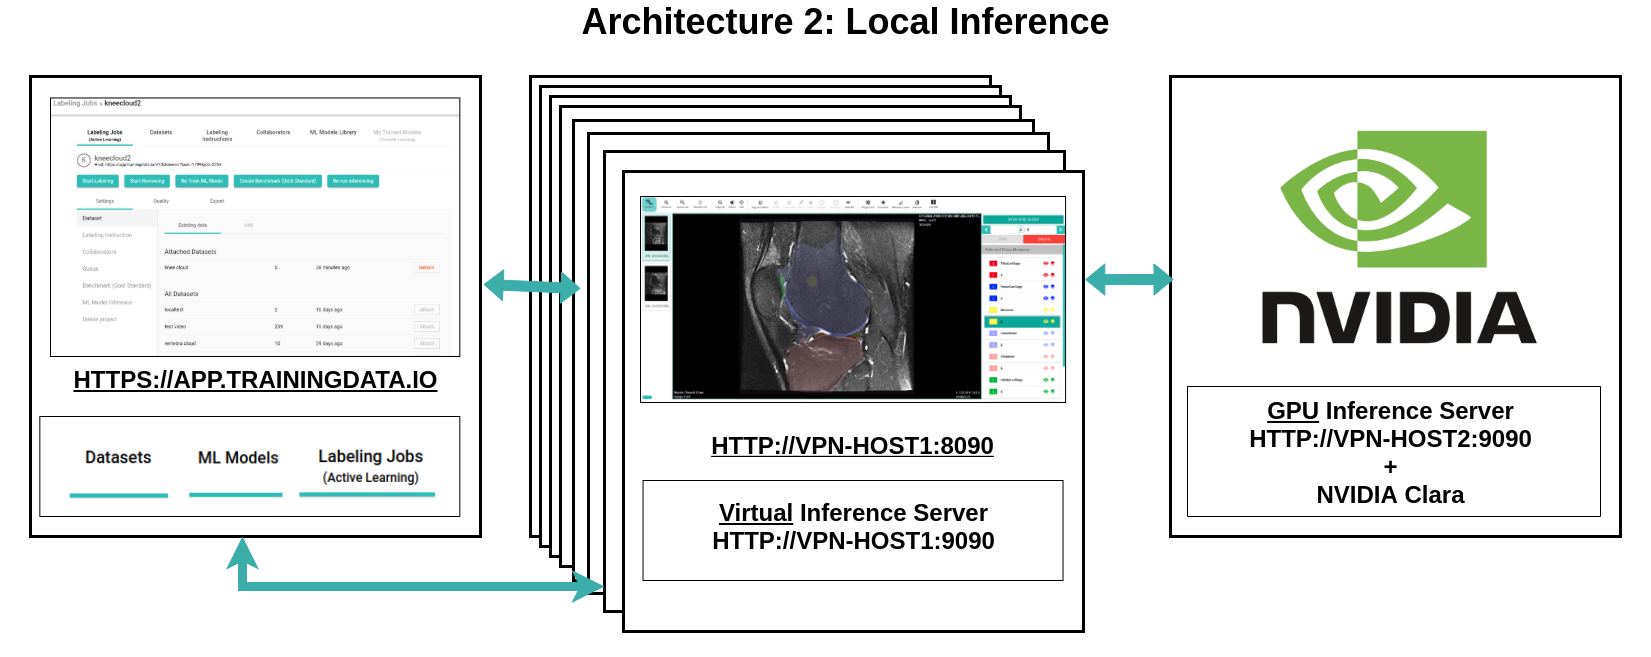 Architecture 2: Local Inference
Labeling Jobs » kneecloud2
Labeling Jobs
(Active Learning)
Datasets
Labeling
Instructions
Collaborators
ML Models Library
My Trained Models
K
kneecloud2
Start Labeling
Start Reviewing
Re-Train ML Model
Create Benchmark (Gold Standard)
Re-run inferencing
Settings
Quality
Export
Dataset
Labeling Instruction
Collaborators
Queue
Benchmark (Gold Standard)
ML Model Inference
Delete project
Existing data
Add
Attached Datasets
knee cloud 5 30 minutes ago Detach
All Datasets
localtest 2 10 days ago Attach
test video 239 15 days ago Attach
vertebra cloud 10 29 days ago Attach
HTTPS://APP.TRAININGDATA.IO
Datasets
ML Models
Labeling Jobs
(Active Learning)
HTTP://VPN-HOST1:8090
Virtual Inference Server
HTTP://VPN-HOST1:9090
NVIDIA
GPU Inference Server
HTTP://VPN-HOST2:9090
+
NVIDIA Clara